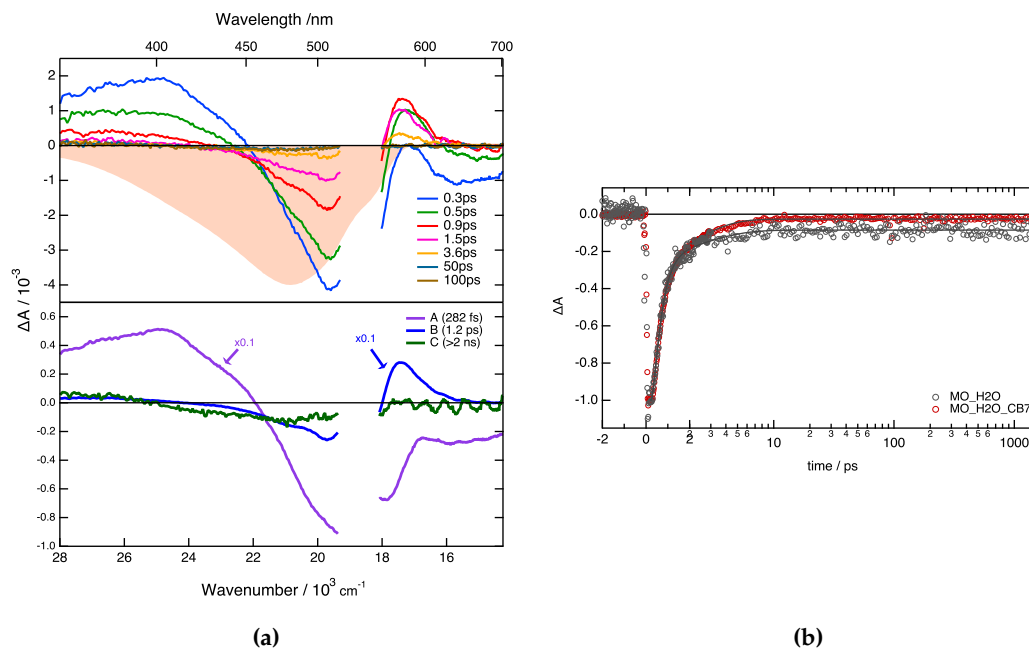 (a)
Wavelength /nm
400 450 500 600 700
2
1
0
-1
-2
-3
-4
0.3ps
0.5ps
0.9ps
1.5ps
3.6ps
50ps
100ps
ΔA / 10⁻³
0.6
0.4
0.2
0.0
-0.2
-0.4
-0.6
-0.8
-1.0
A (282 fs)
B (1.2 ps)
C (>2 ns)
x0.1
x0.1
28 26 24 22 20 18 16
Wavenumber / 10³ cm⁻¹
(b)
0.0
-0.2
-0.4
-0.6
-0.8
-1.0
ΔA
MO_H2O
MO_H2O_CB7
-2 0 2 2 3 4 5 6 10 2 3 4 5 6 100 2 3 4 5 6 1000
time / ps
(a)
(b)